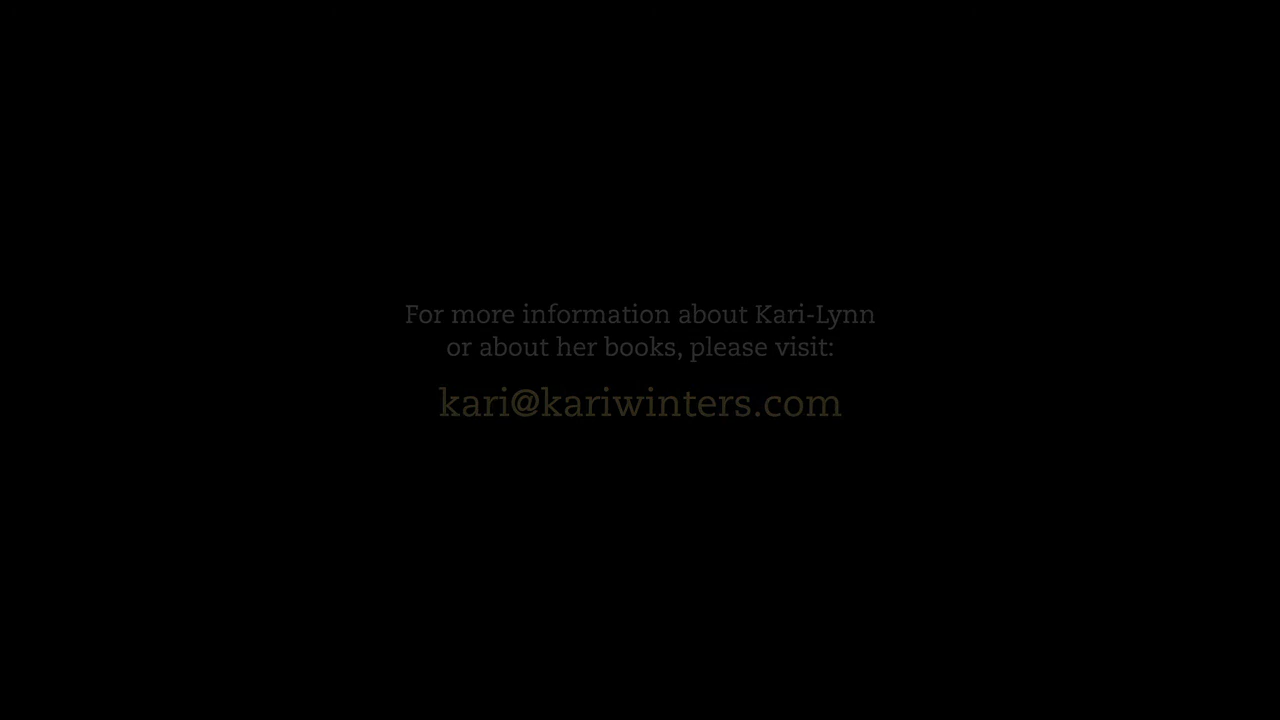 For more information about Kari-Lynn
or about her books, please visit:
kari@kariwinters.com